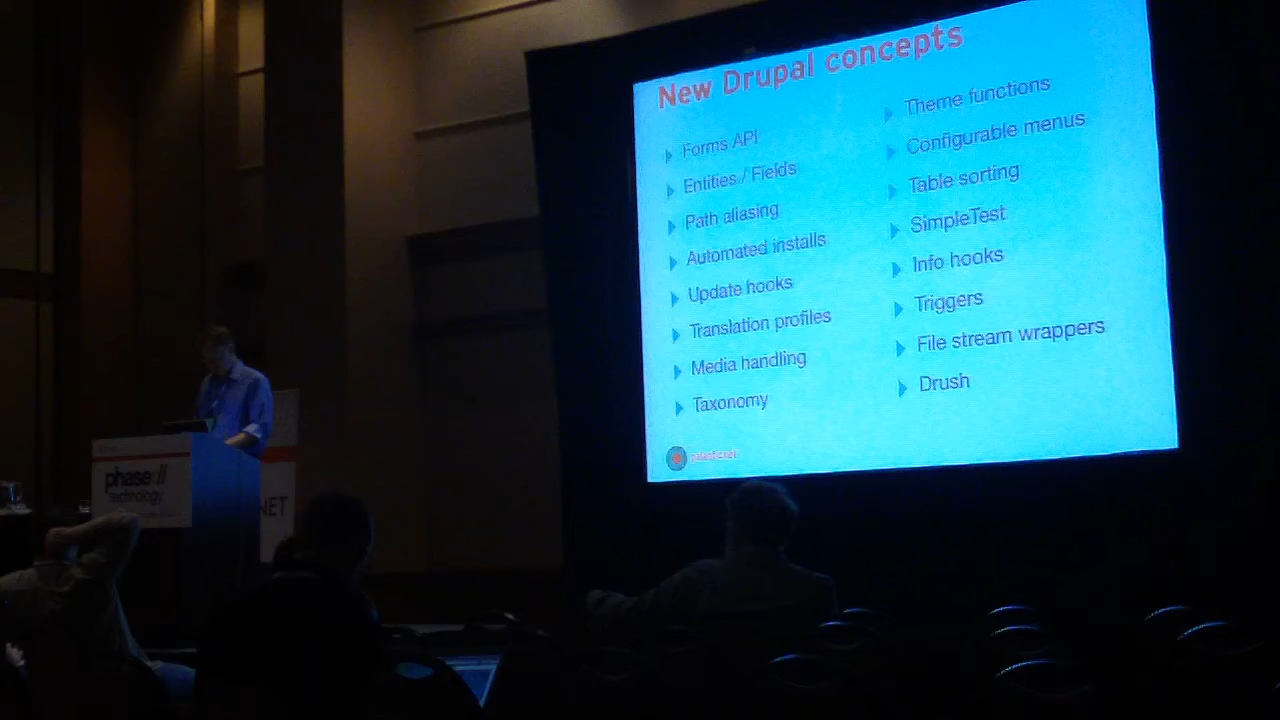 New Drupal concepts
Forms API
Entities / Fields
Path aliasing
Automated installs
Update hooks
Translation profiles
Media handling
Taxonomy
Theme functions
Configurable menus
Table sorting
SimpleTest
Info hooks
Triggers
File stream wrappers
Drush
phase
technology
NET